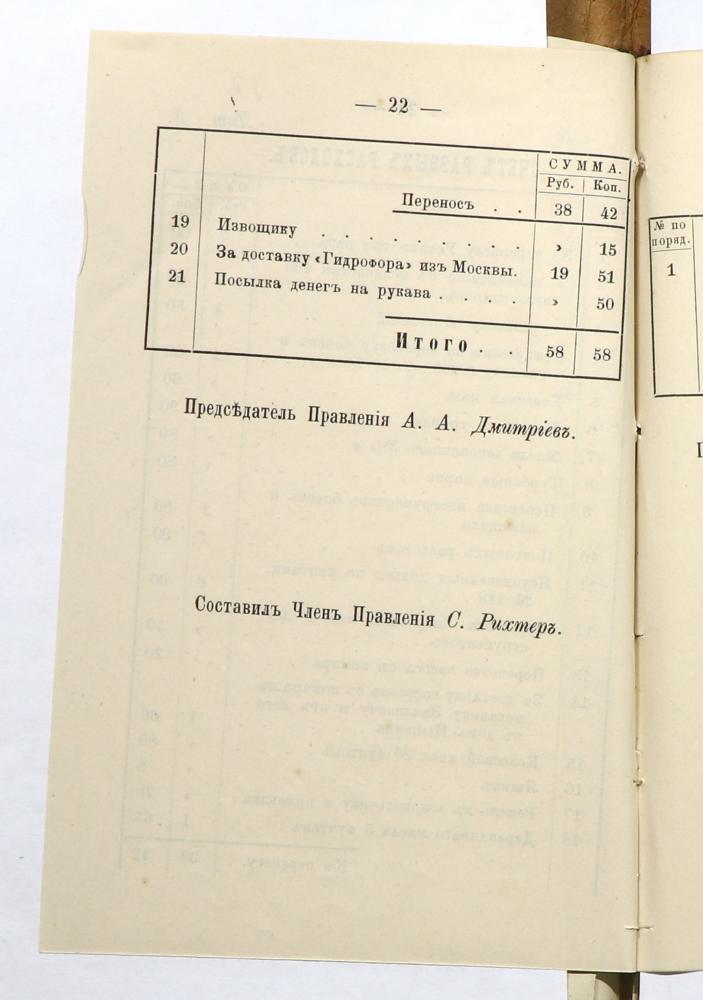 — 22 —
СУММА.
Руб. Коп.
Переносъ . . 38 42
19 Извощику . . . . . . . . » 15
20 За доставку «Гидрофора» изъ Москвы. 19 51
21 Посылка денегъ на рукава . . . . » 50
Итого . . 58 58
Предсѣдатель Правленія А. А. Дмитріевъ.
Составилъ Членъ Правленія С. Рихтеръ.
№ по
поряд.
1